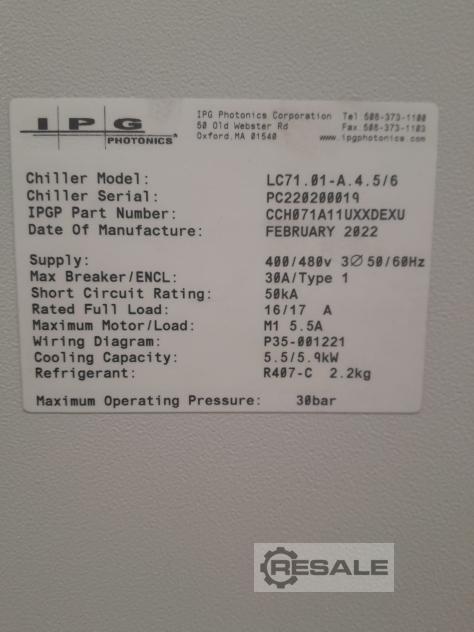 IPG
PHOTONICS®
IPG Photonics Corporation Tel 508-373-1100
50 Old Webster Rd Fax 508-373-1103
Oxford,MA 01540 www.ipgphotonics.com
Chiller Model: LC71.01-A.4.5/6
Chiller Serial: PC220200019
IPGP Part Number: CCH071A11UXXDEXU
Date Of Manufacture: FEBRUARY 2022
Supply: 400/480v 3∅ 50/60Hz
Max Breaker/ENCL: 30A/Type 1
Short Circuit Rating: 50kA
Rated Full Load: 16/17 A
Maximum Motor/Load: M1 5.5A
Wiring Diagram: P35-001221
Cooling Capacity: 5.5/5.9kW
Refrigerant: R407-C 2.2kg
Maximum Operating Pressure: 30bar
RESALE